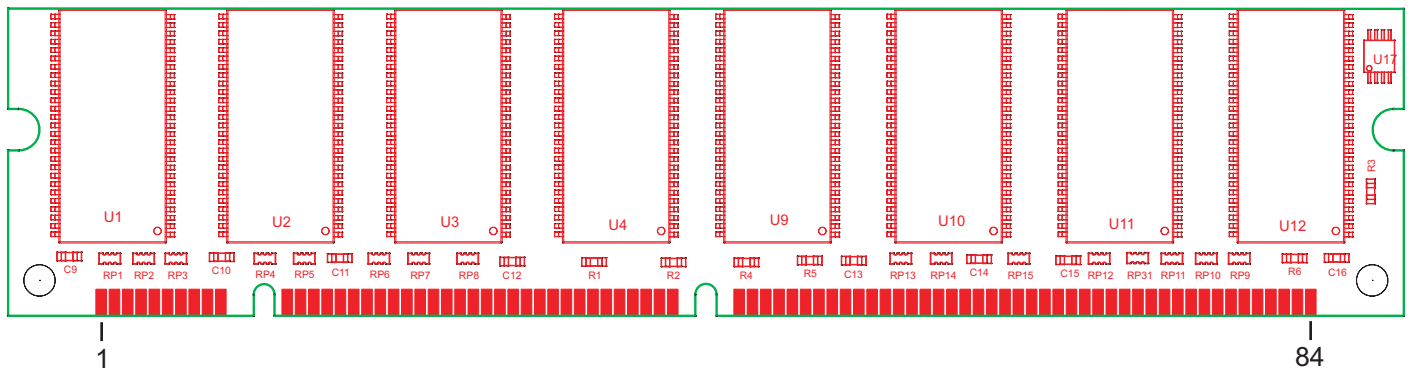 U17
R3
U1 U2 U3 U4 U9 U10 U11 U12
C9 RP1 RP2 RP3 C10 RP4 RP5 C11 RP6 RP7 RP8 C12 R1 R2 R4 R5 C13 RP13 RP14 C14 RP15 C15 RP12 RP31 RP11 RP10 RP9 R6 C16
1 84